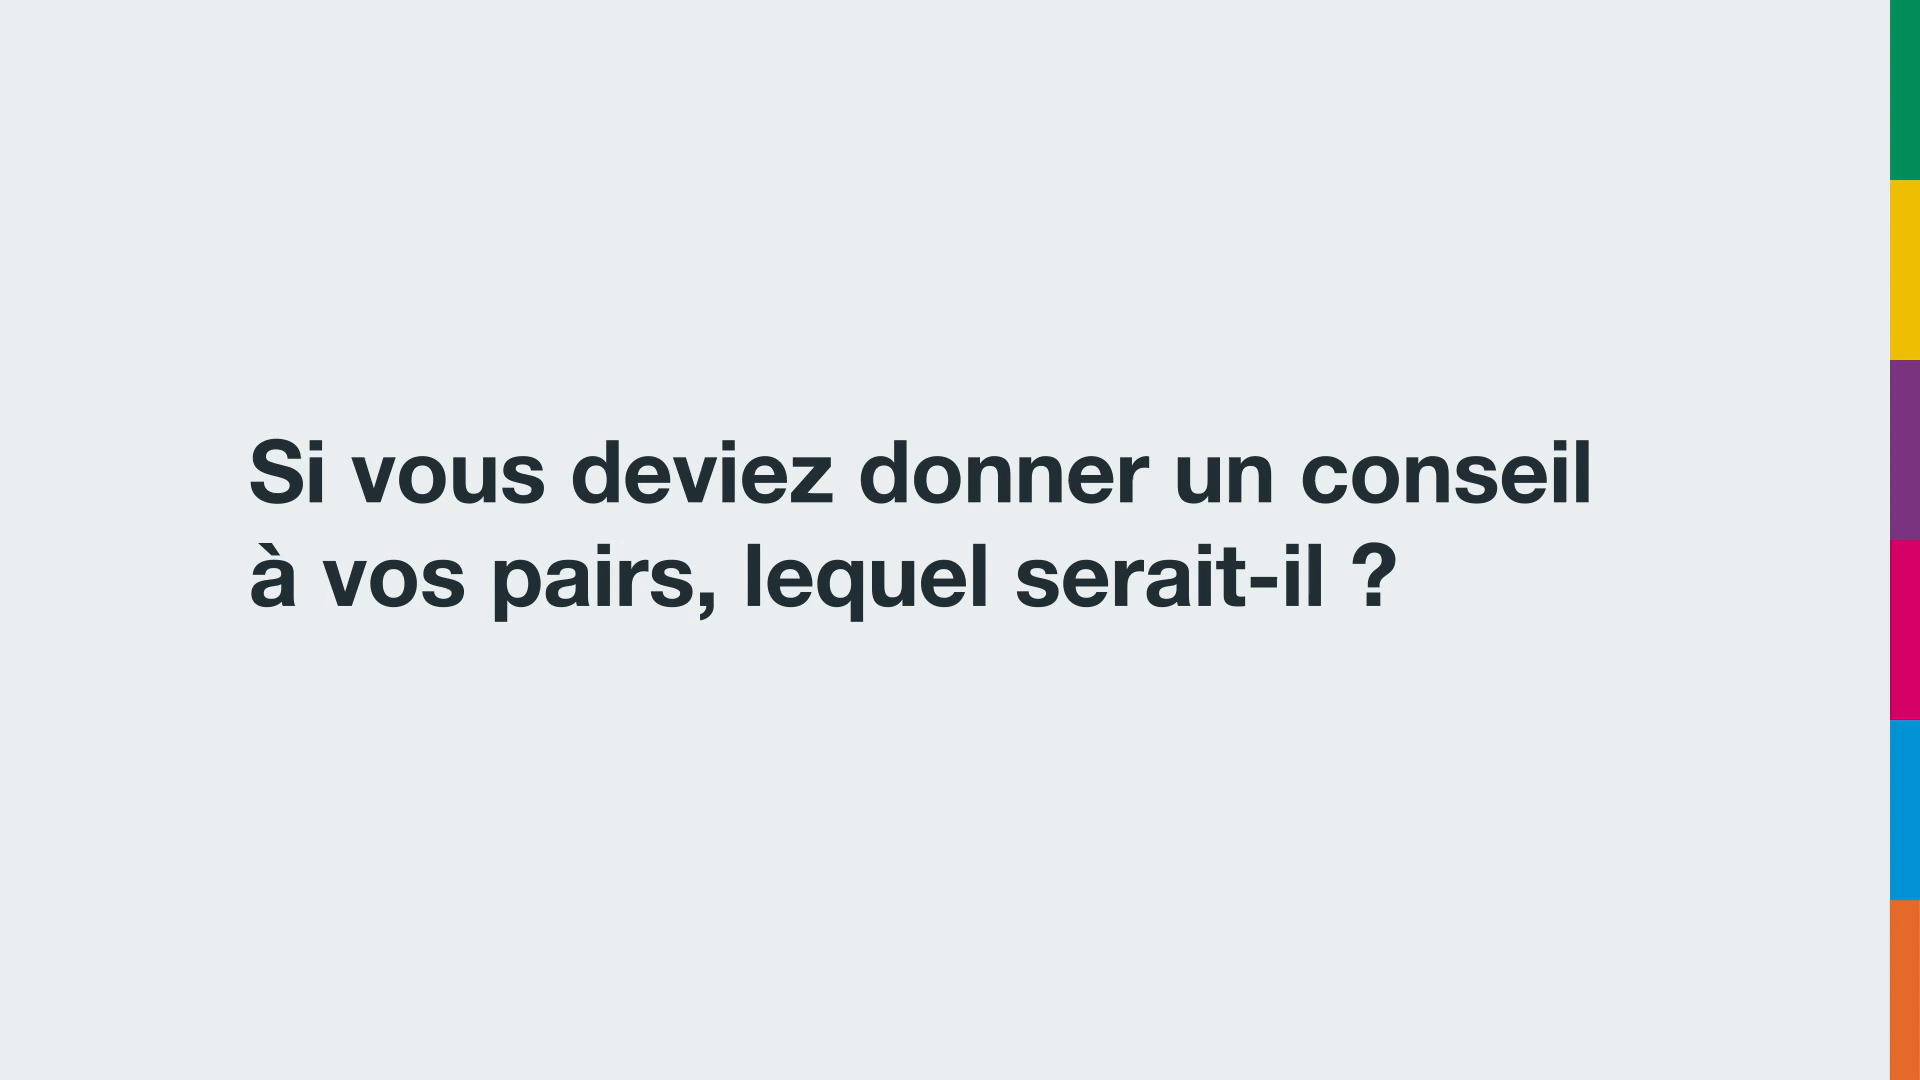 Si vous deviez donner un conseil
à vos pairs, lequel serait-il ?